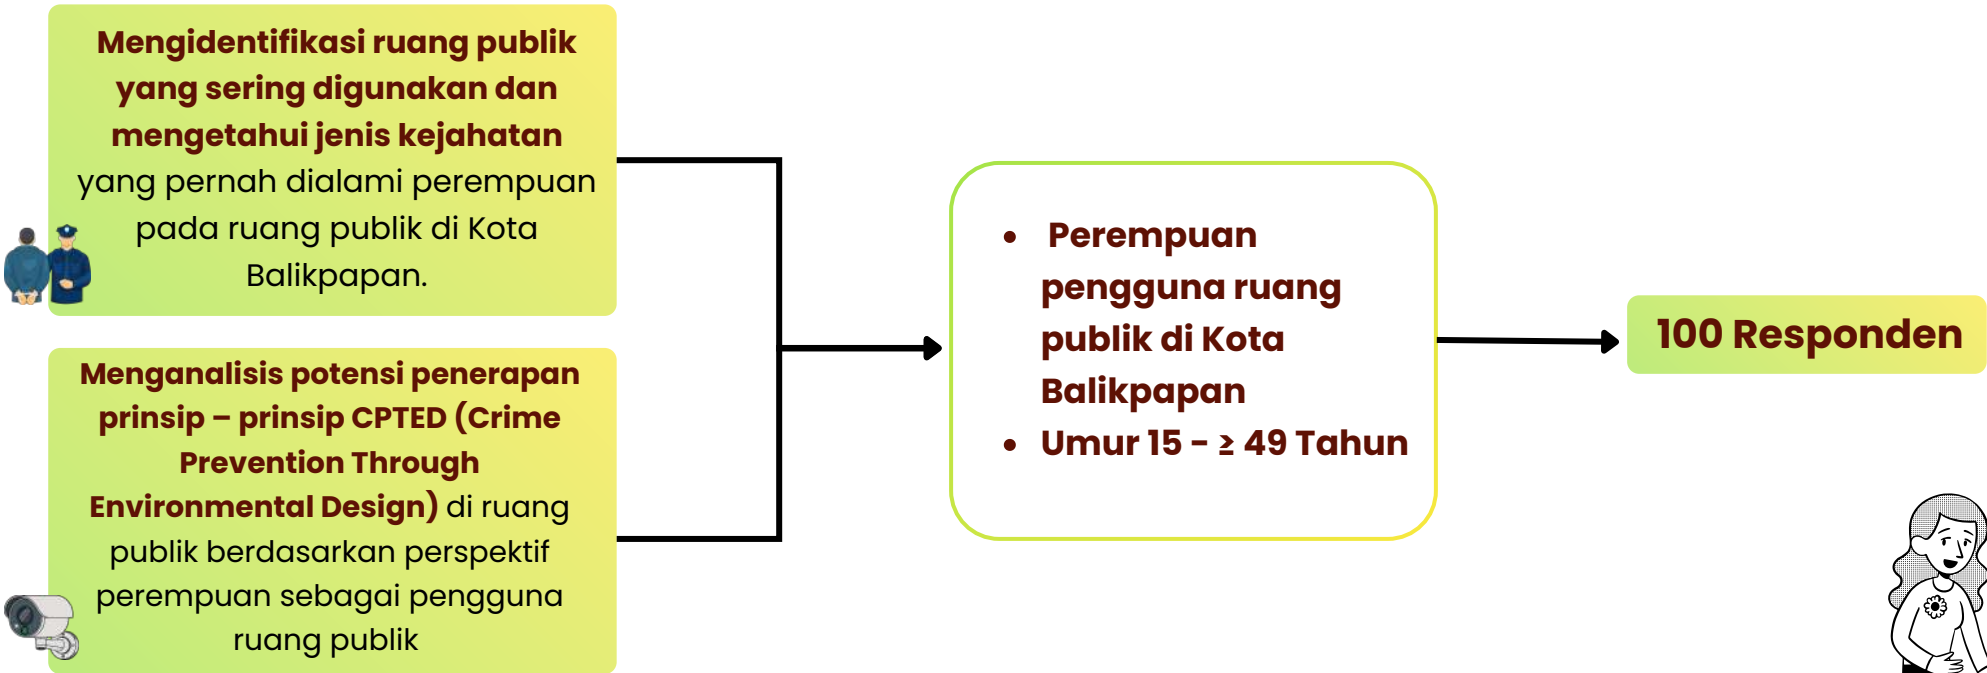 Mengidentifikasi ruang publik
yang sering digunakan dan
mengetahui jenis kejahatan
yang pernah dialami perempuan
pada ruang publik di Kota
Balikpapan.
Menganalisis potensi penerapan
prinsip – prinsip CPTED (Crime
Prevention Through
Environmental Design) di ruang
publik berdasarkan perspektif
perempuan sebagai pengguna
ruang publik
• Perempuan
pengguna ruang
publik di Kota
Balikpapan
• Umur 15 - ≥ 49 Tahun
100 Responden